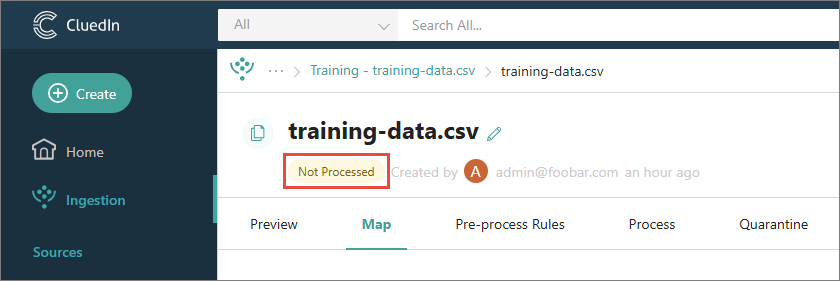 CluedIn
All
Search All...
Create
Home
Ingestion
Sources
··· > Training - training-data.csv > training-data.csv
training-data.csv
Not Processed Created by A admin@foobar.com an hour ago
Preview Map Pre-process Rules Process Quarantine